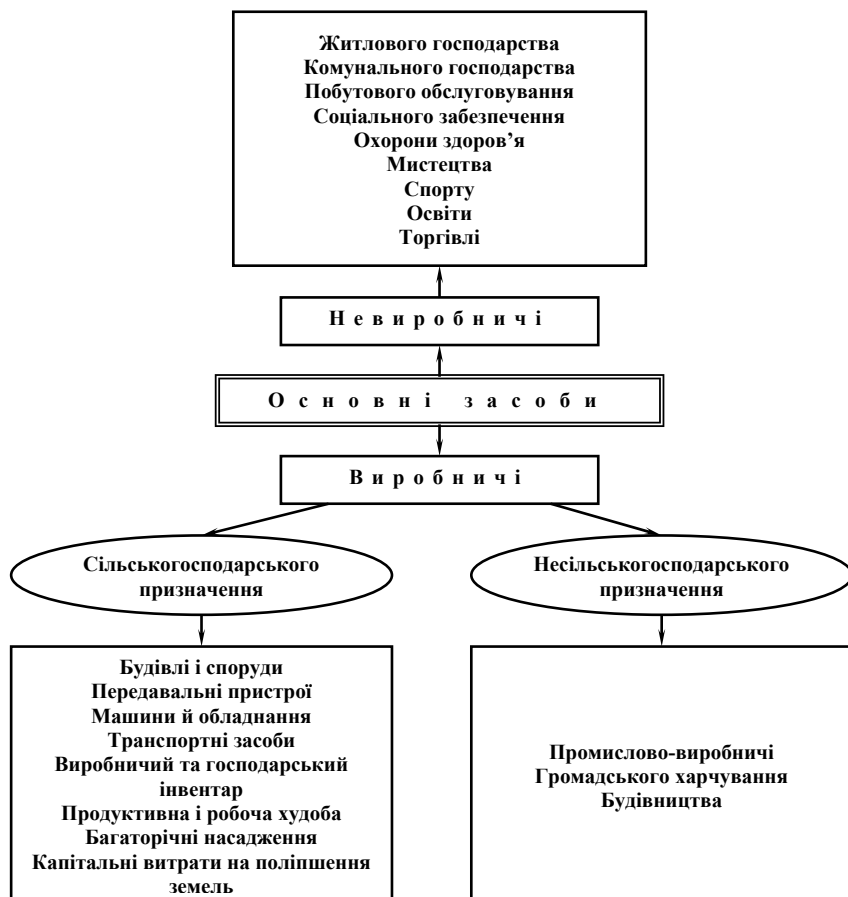 Житлового господарства
Комунального господарства
Побутового обслуговування
Соціального забезпечення
Охорони здоров’я
Мистецтва
Спорту
Освіти
Торгівлі
Невиробничі
Основні засоби
Виробничі
Сільськогосподарського
призначення
Несільськогосподарського
призначення
Будівлі і споруди
Передавальні пристрої
Машини й обладнання
Транспортні засоби
Виробничий та господарський
інвентар
Продуктивна і робоча худоба
Багаторічні насадження
Капітальні витрати на поліпшення
земель
Промислово-виробничі
Громадського харчування
Будівництва